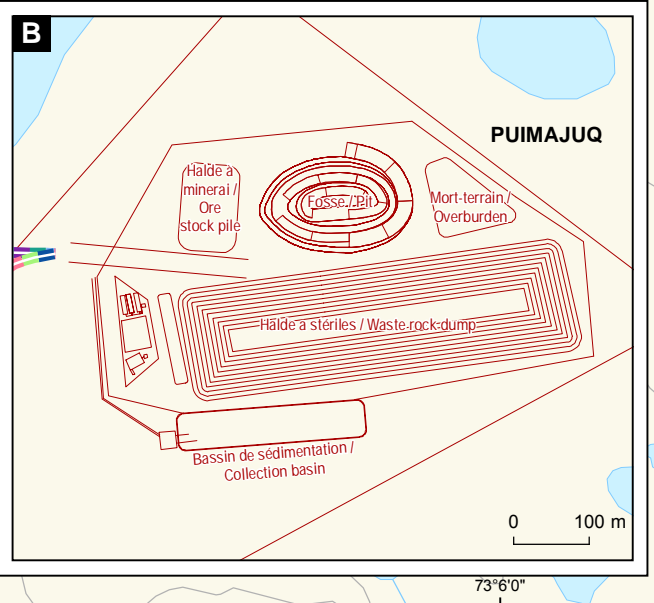 B
PUIMAJUQ
Halde à
minerai /
Ore
stock pile
Fosse / Pit
Mort-terrain /
Overburden
Halde à stériles / Waste rock dump
Bassin de sédimentation /
Collection basin
0 100 m
73°6'0"